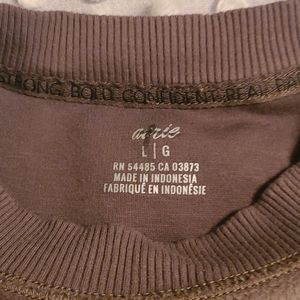 STRONG BOLD CONFIDENT REAL
aerie
L | G
RN 54485 CA 03873
MADE IN INDONESIA
FABRIQUÉ EN INDONÉSIE